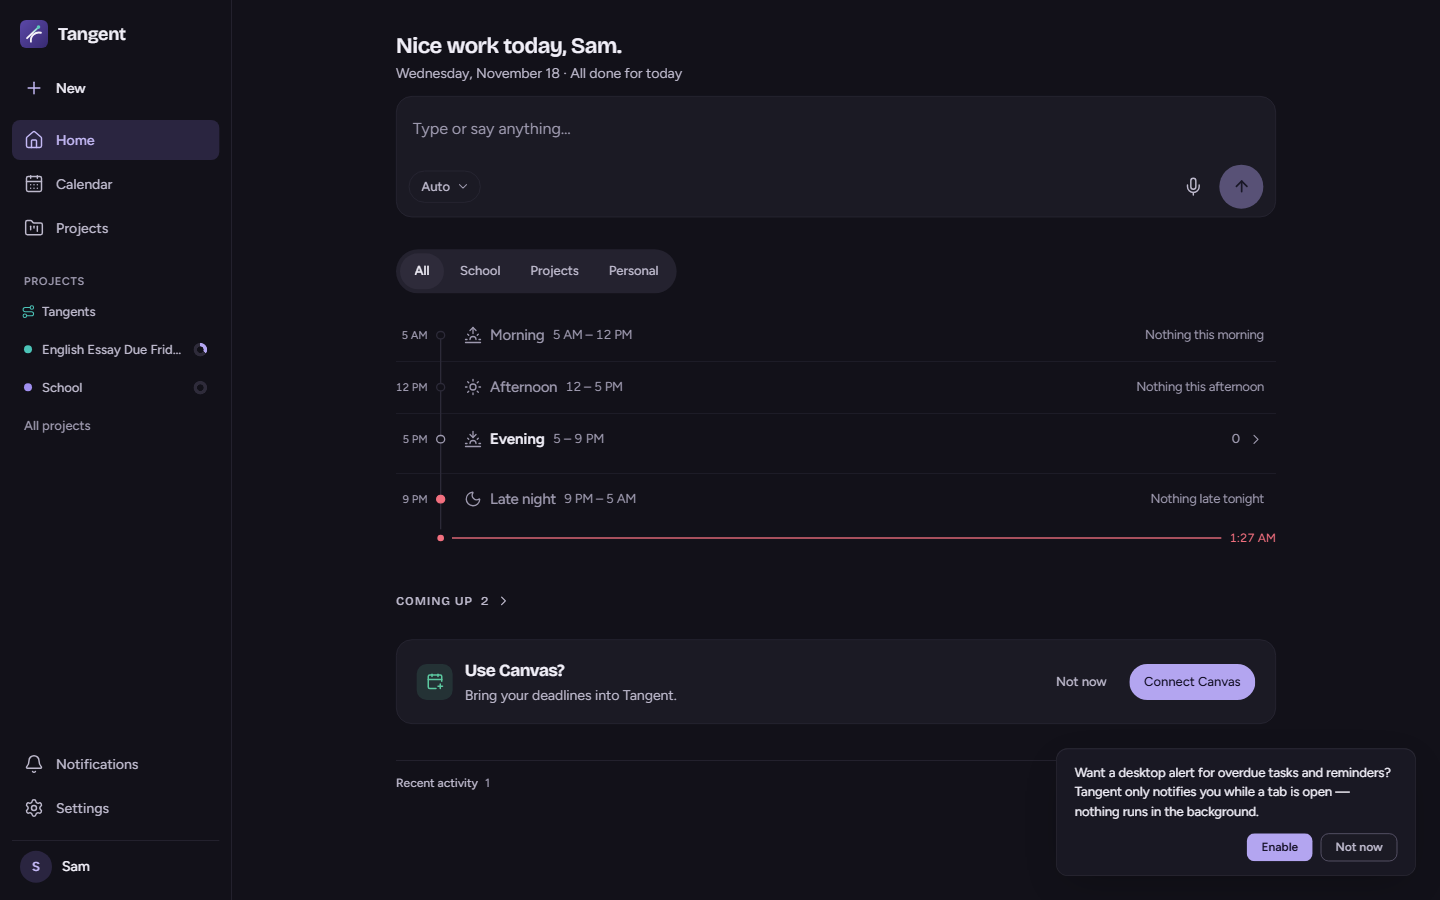 Tangent
New
Home
Calendar
Projects
PROJECTS
Tangents
English Essay Due Frid...
School
All projects
Notifications
Settings
S Sam
Nice work today, Sam.
Wednesday, November 18 · All done for today
Type or say anything...
Auto
All School Projects Personal
5 AM Morning 5 AM – 12 PM Nothing this morning
12 PM Afternoon 12 – 5 PM Nothing this afternoon
5 PM Evening 5 – 9 PM 0
9 PM Late night 9 PM – 5 AM Nothing late tonight
1:27 AM
COMING UP 2
Use Canvas?
Bring your deadlines into Tangent.
Not now Connect Canvas
Recent activity 1
Want a desktop alert for overdue tasks and reminders?
Tangent only notifies you while a tab is open —
nothing runs in the background.
Enable Not now